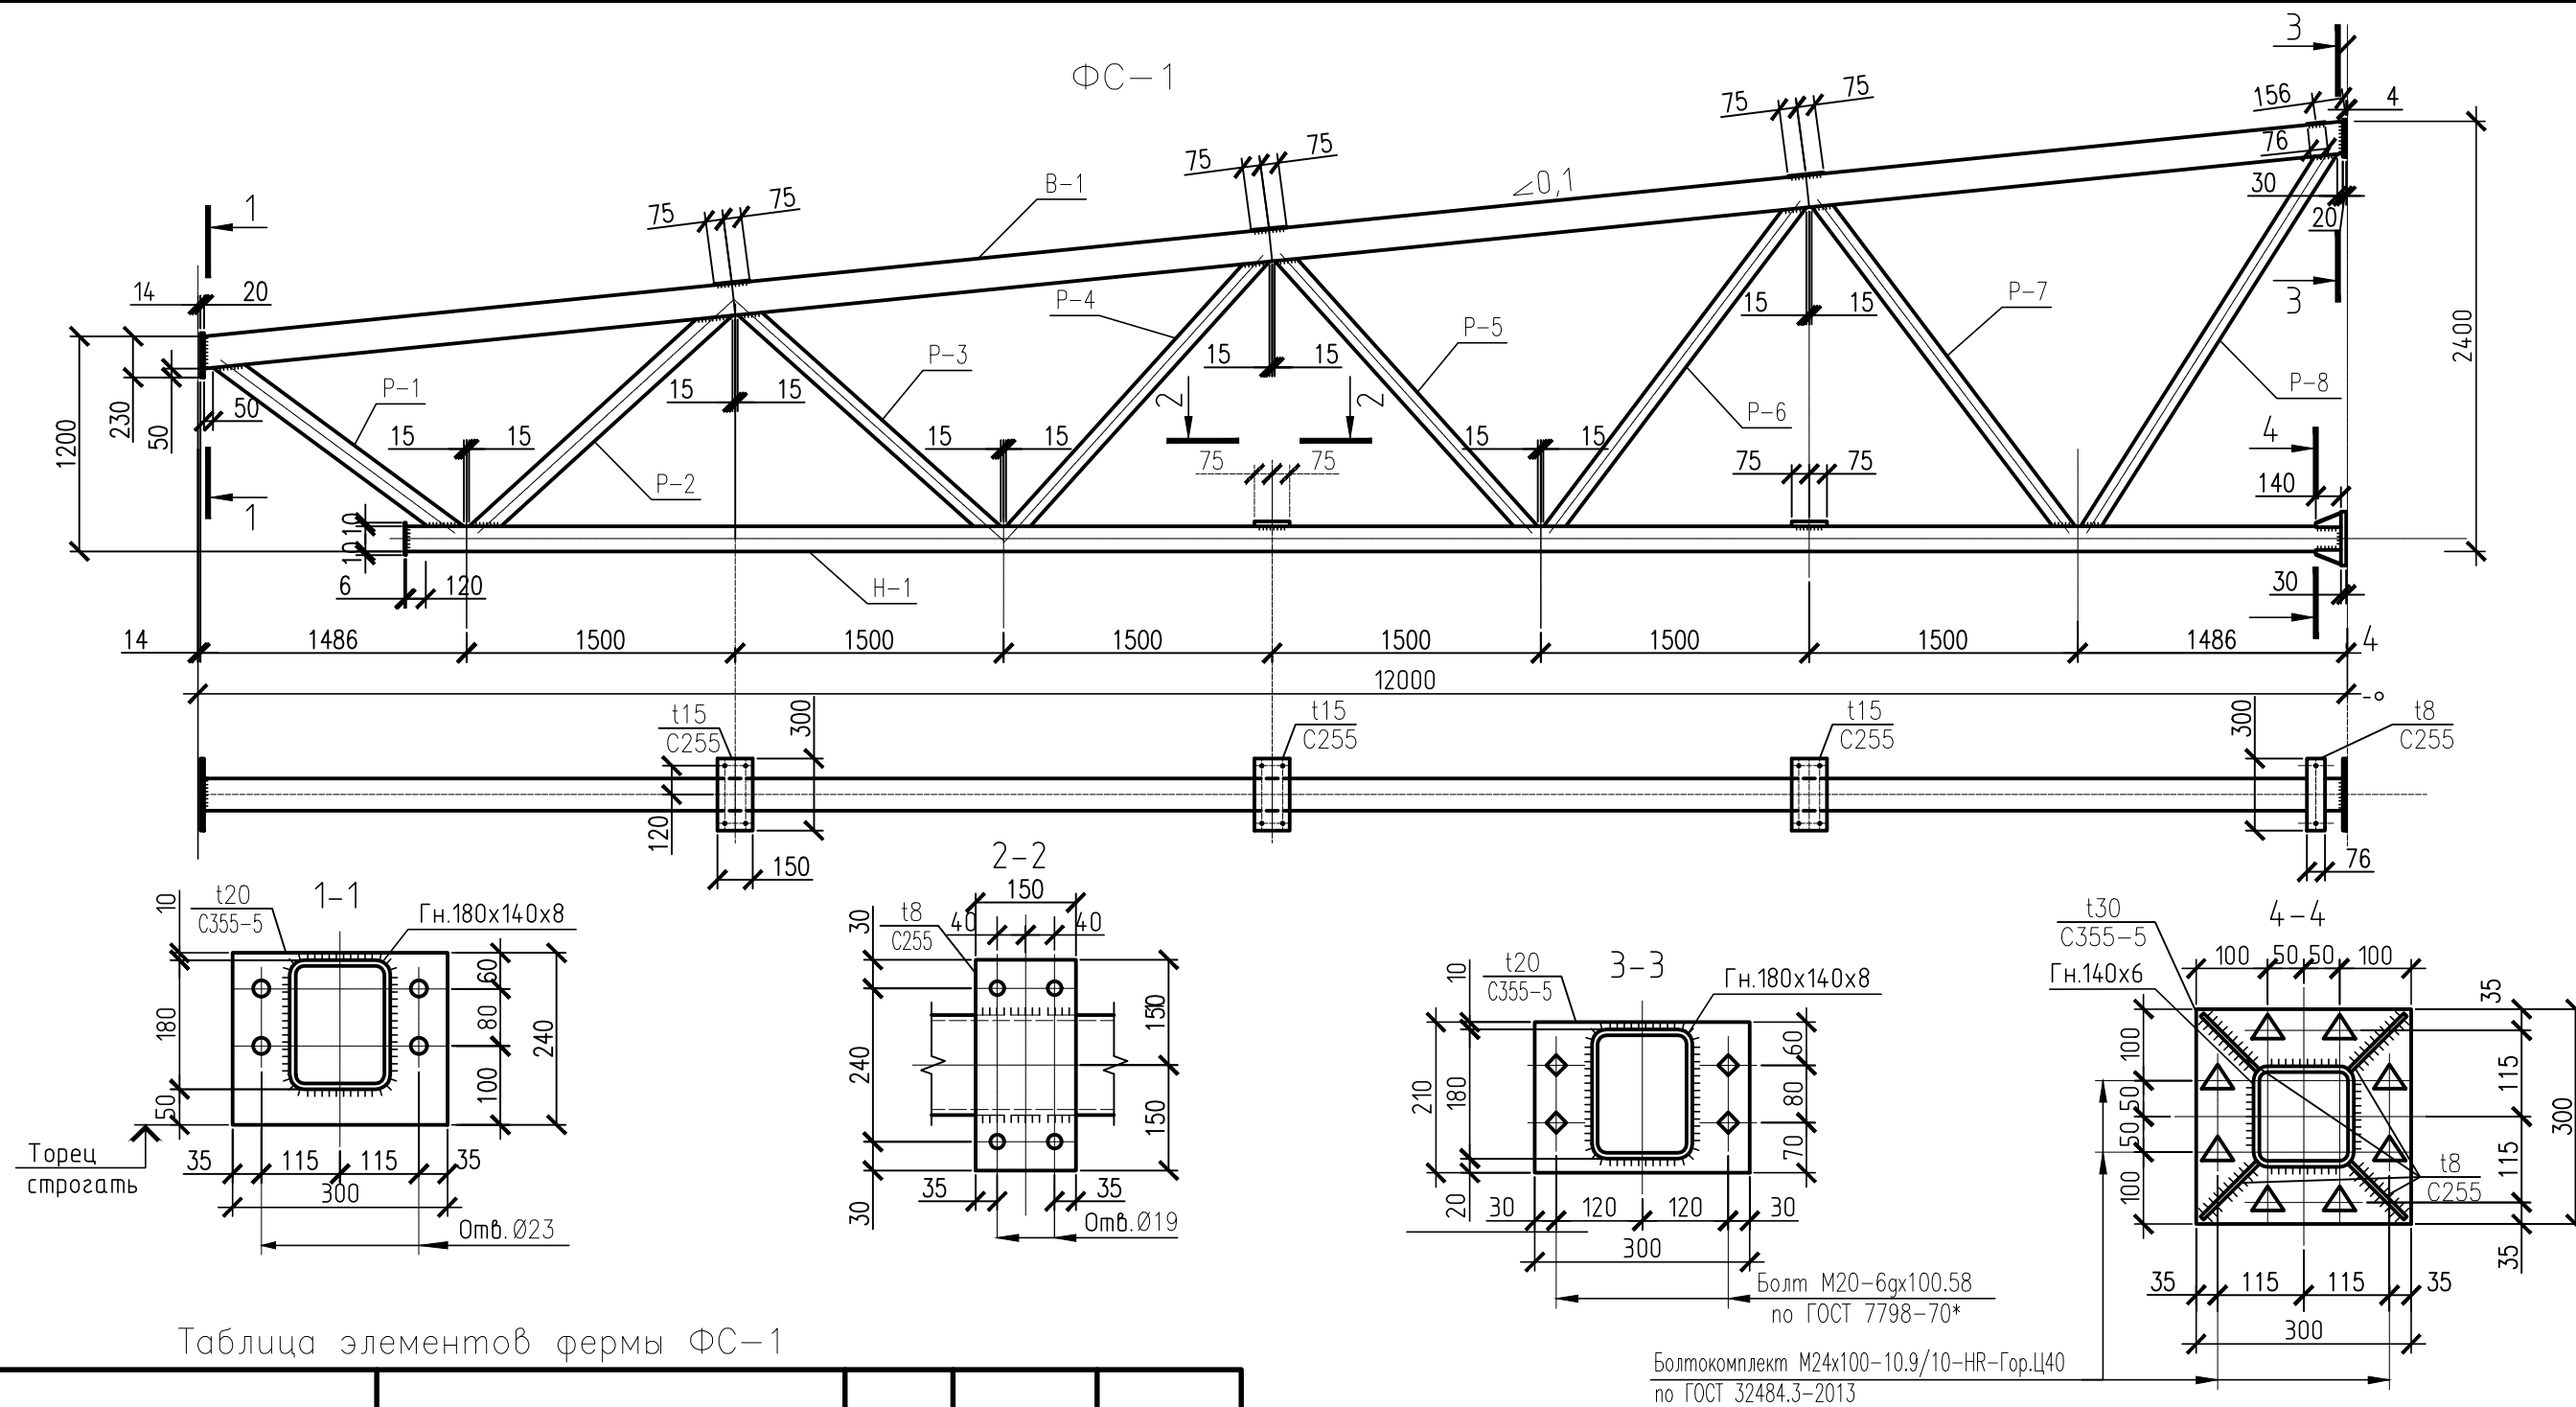 ФС-1
3
75 75
156 4
75 75
75 75
76
В-1
<0,1
75 75
1
30
20
14 20
3
Р-4
15 15
Р-7
Р-5
2400
Р-3
15 15
Р-8
Р-1
15 15
2 2
Р-6
1200
230
50
50
15 15
15 15
15 15
4
75 75
75 75
140
Р-2
1
10
10
6 120
Н-1
30
14 1486 1500 1500 1500 1500 1500 1500 1486 4
12000
t15
С255
300
t15
С255
t15
С255
300
t8
С255
120
150
76
1-1
t20
С355-5
Гн.180х140х8
10
180
50
60
80
100
240
Торец
строгать
35 115 115 35
300
Отв.Ø23
2-2
150
t8
С255
40 40
30
240
30
150
150
35 35
Отв.Ø19
3-3
t20
С355-5
Гн.180х140х8
10
180
20
210
60
80
70
30 120 120 30
300
Болт М20-6gх100.58
по ГОСТ 7798-70*
4-4
t30
С355-5
Гн.140х6
100 50 50 100
100
50
50
100
35
115
115
35
300
t8
С255
35 115 115 35
300
Болтокомплект М24х100-10.9/10-HR-Гор.Ц40
по ГОСТ 32484.3-2013
Таблица элементов фермы ФС-1